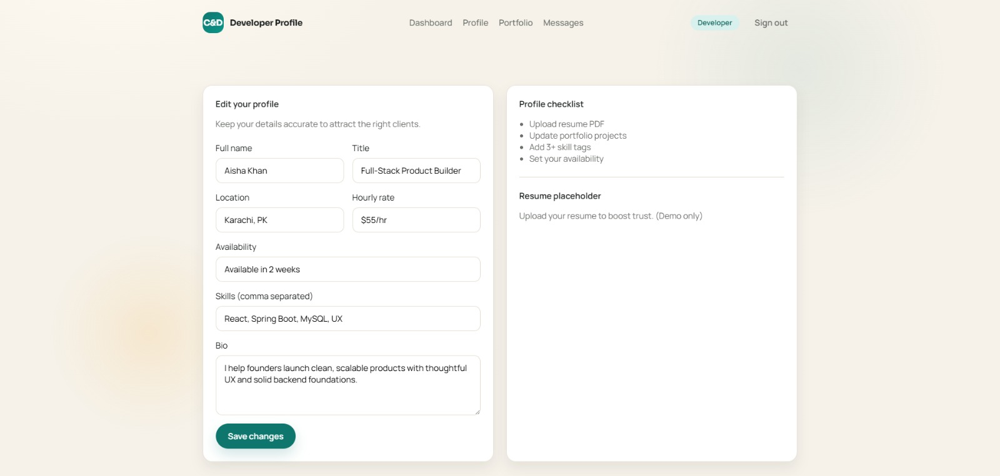 C&D Developer Profile Dashboard Profile Portfolio Messages Developer Sign out
Edit your profile
Keep your details accurate to attract the right clients.
Full name Title
Aisha Khan Full-Stack Product Builder
Location Hourly rate
Karachi, PK $55/hr
Availability
Available in 2 weeks
Skills (comma separated)
React, Spring Boot, MySQL, UX
Bio
I help founders launch clean, scalable products with thoughtful
UX and solid backend foundations.
Save changes
Profile checklist
Upload resume PDF
Update portfolio projects
Add 3+ skill tags
Set your availability
Resume placeholder
Upload your resume to boost trust. (Demo only)